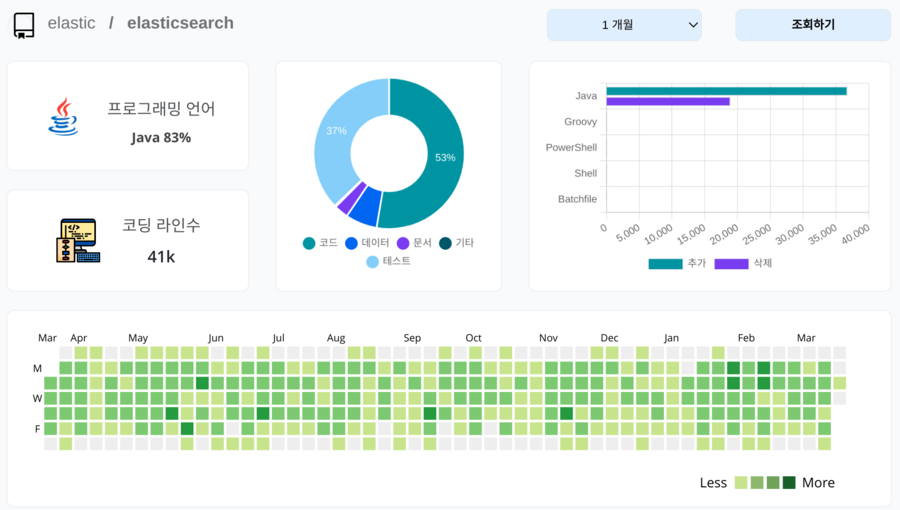 elastic / elasticsearch
1 개월
조회하기
프로그래밍 언어
Java 83%
코딩 라인수
41k
37%
53%
코드 데이터 문서 기타
테스트
Java
Groovy
PowerShell
Shell
Batchfile
0 5,000 10,000 15,000 20,000 25,000 30,000 35,000 40,000
추가 삭제
Mar Apr May Jun Jul Aug Sep Oct Nov Dec Jan Feb Mar
M
W
F
Less More